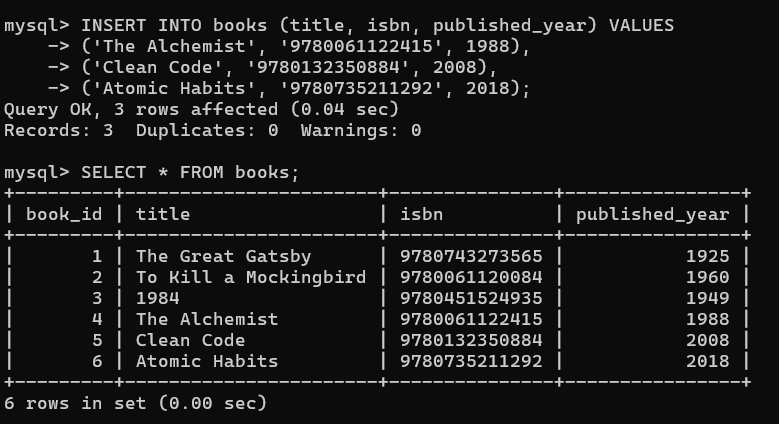 mysql> INSERT INTO books (title, isbn, published_year) VALUES
    -> ('The Alchemist', '9780061122415', 1988),
    -> ('Clean Code', '9780132350884', 2008),
    -> ('Atomic Habits', '9780735211292', 2018);
Query OK, 3 rows affected (0.04 sec)
Records: 3  Duplicates: 0  Warnings: 0

mysql> SELECT * FROM books;
+---------+-----------------------+---------------+----------------+
| book_id | title                 | isbn          | published_year |
+---------+-----------------------+---------------+----------------+
|       1 | The Great Gatsby      | 9780743273565 |           1925 |
|       2 | To Kill a Mockingbird | 9780061120084 |           1960 |
|       3 | 1984                  | 9780451524935 |           1949 |
|       4 | The Alchemist         | 9780061122415 |           1988 |
|       5 | Clean Code            | 9780132350884 |           2008 |
|       6 | Atomic Habits         | 9780735211292 |           2018 |
+---------+-----------------------+---------------+----------------+
6 rows in set (0.00 sec)